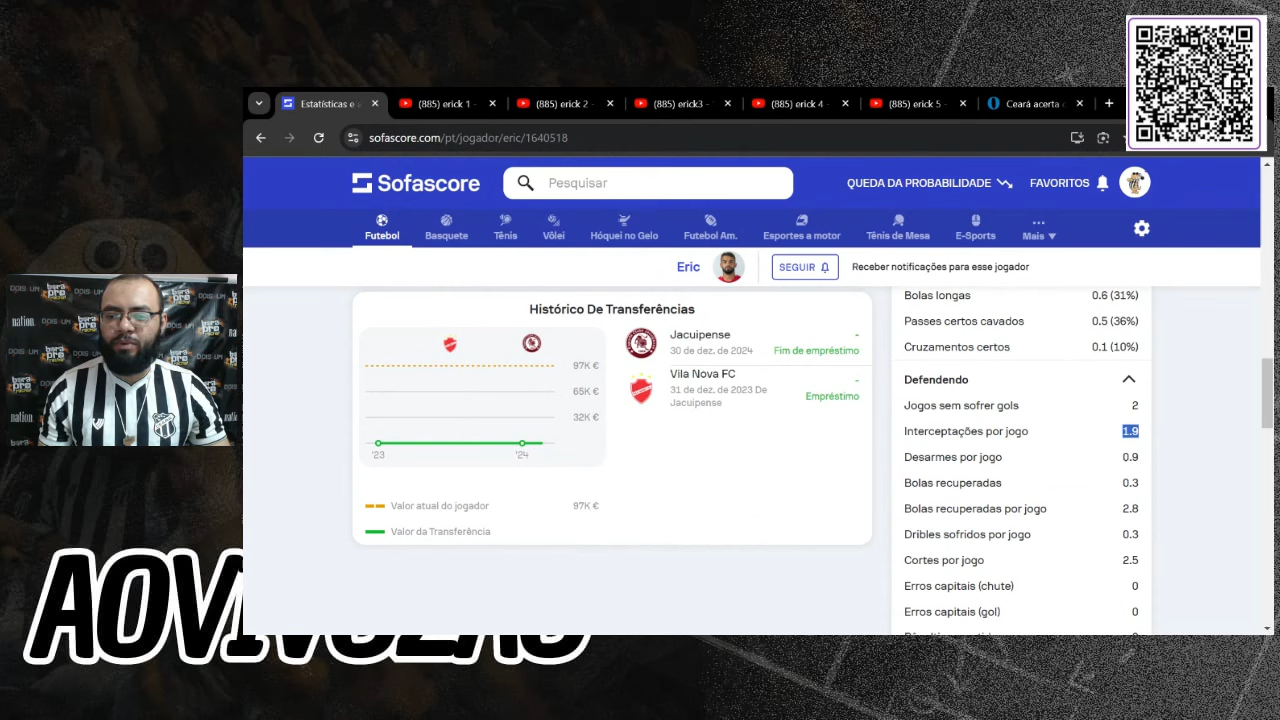 Estatísticas e
(885) erick 1 -
(885) erick 2 -
(885) erick3 -
(885) erick 4 -
(885) erick 5 -
Ceará acerta
sofascore.com/pt/jogador/eric/1640518
Sofascore
Pesquisar
QUEDA DA PROBABILIDADE
FAVORITOS
Futebol
Basquete
Tênis
Vôlei
Hóquei no Gelo
Futebol Am.
Esportes a motor
Tênis de Mesa
E-Sports
Mais
Eric
SEGUIR
Receber notificações para esse jogador
Histórico De Transferências
97K €
65K €
32K €
'23
'24
Valor atual do jogador
97K €
Valor da Transferência
Jacuipense
-
30 de dez. de 2024
Fim de empréstimo
Vila Nova FC
-
31 de dez. de 2023 De
Jacuipense
Empréstimo
Bolas longas
0.6 (31%)
Passes certos cavados
0.5 (36%)
Cruzamentos certos
0.1 (10%)
Defendendo
Jogos sem sofrer gols
2
Interceptações por jogo
1.9
Desarmes por jogo
0.9
Bolas recuperadas
0.3
Bolas recuperadas por jogo
2.8
Dribles sofridos por jogo
0.3
Cortes por jogo
2.5
Erros capitais (chute)
0
Erros capitais (gol)
0
AOVIVOZÃO